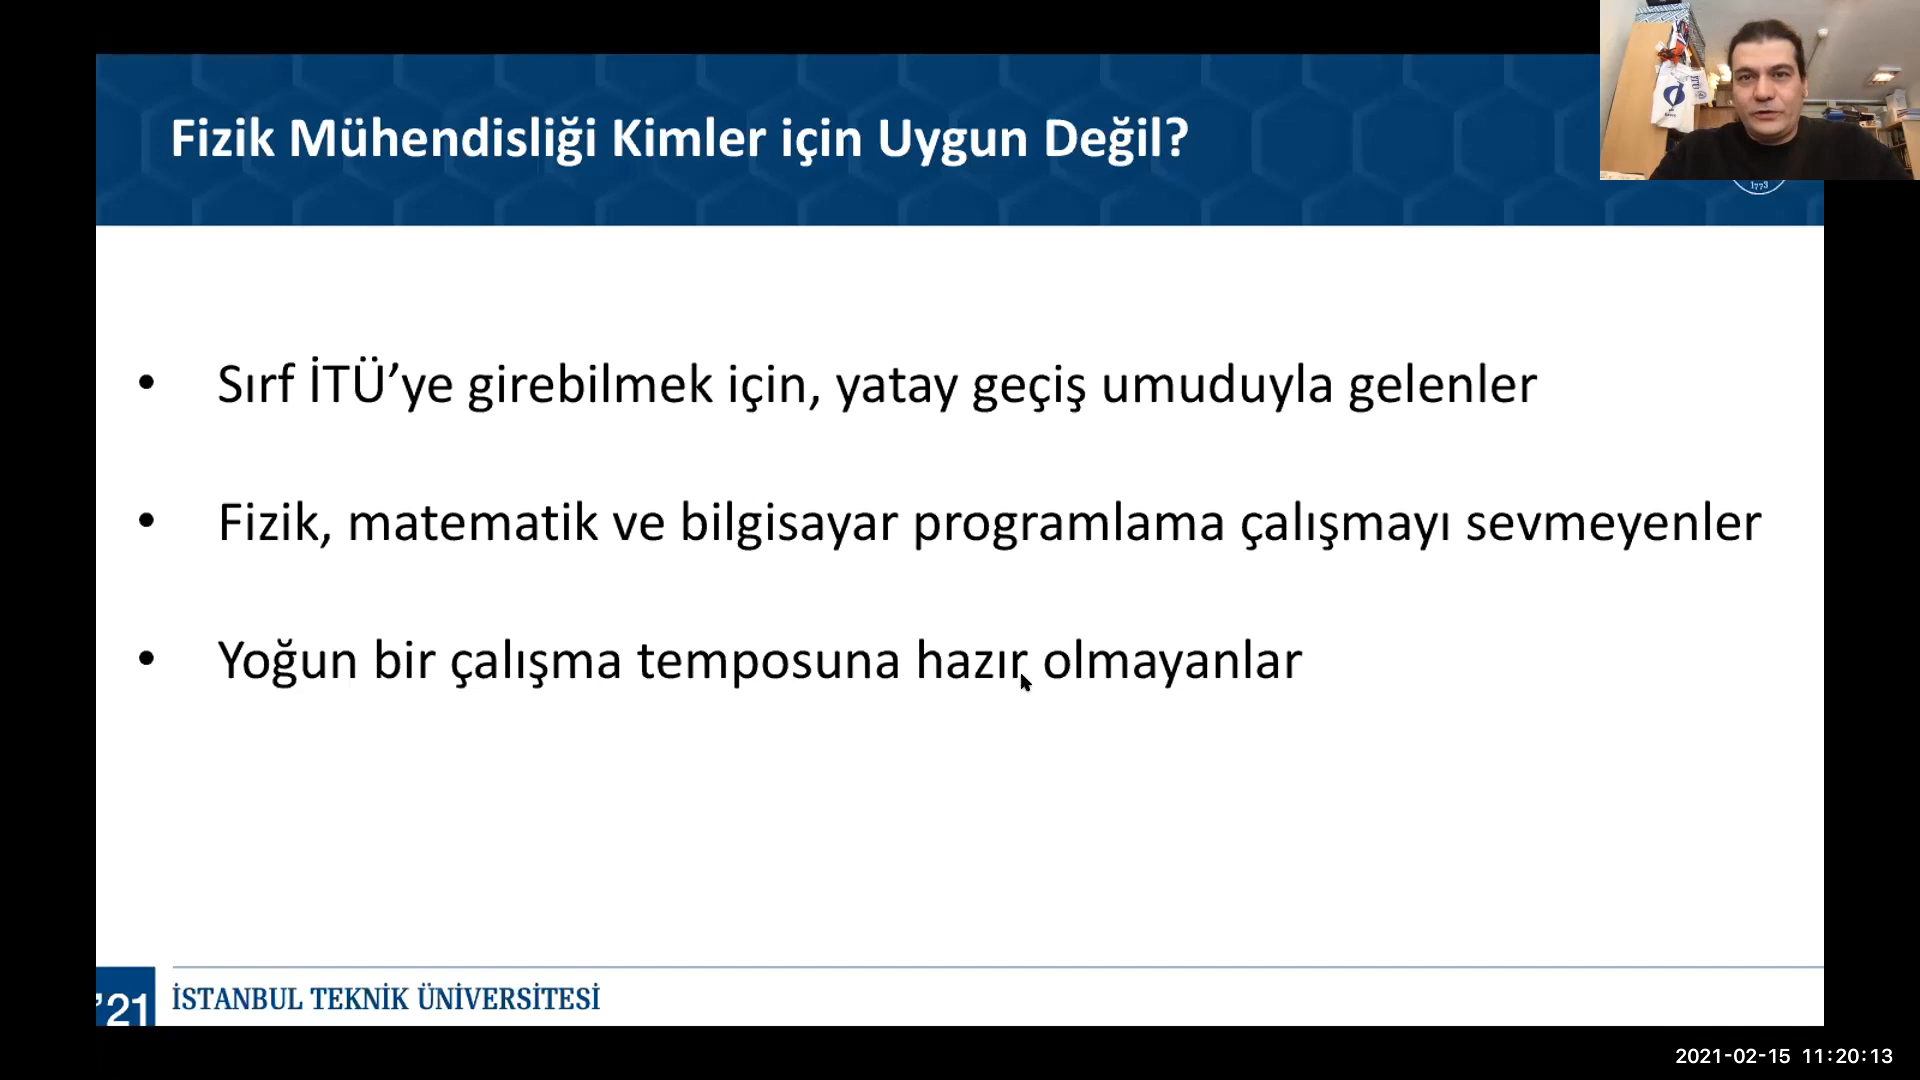 Fizik Mühendisliği Kimler için Uygun Değil?
1773
• Sırf İTÜ’ye girebilmek için, yatay geçiş umuduyla gelenler
• Fizik, matematik ve bilgisayar programlama çalışmayı sevmeyenler
• Yoğun bir çalışma temposuna hazır olmayanlar
’21
İSTANBUL TEKNİK ÜNİVERSİTESİ
2021-02-15 11:20:13